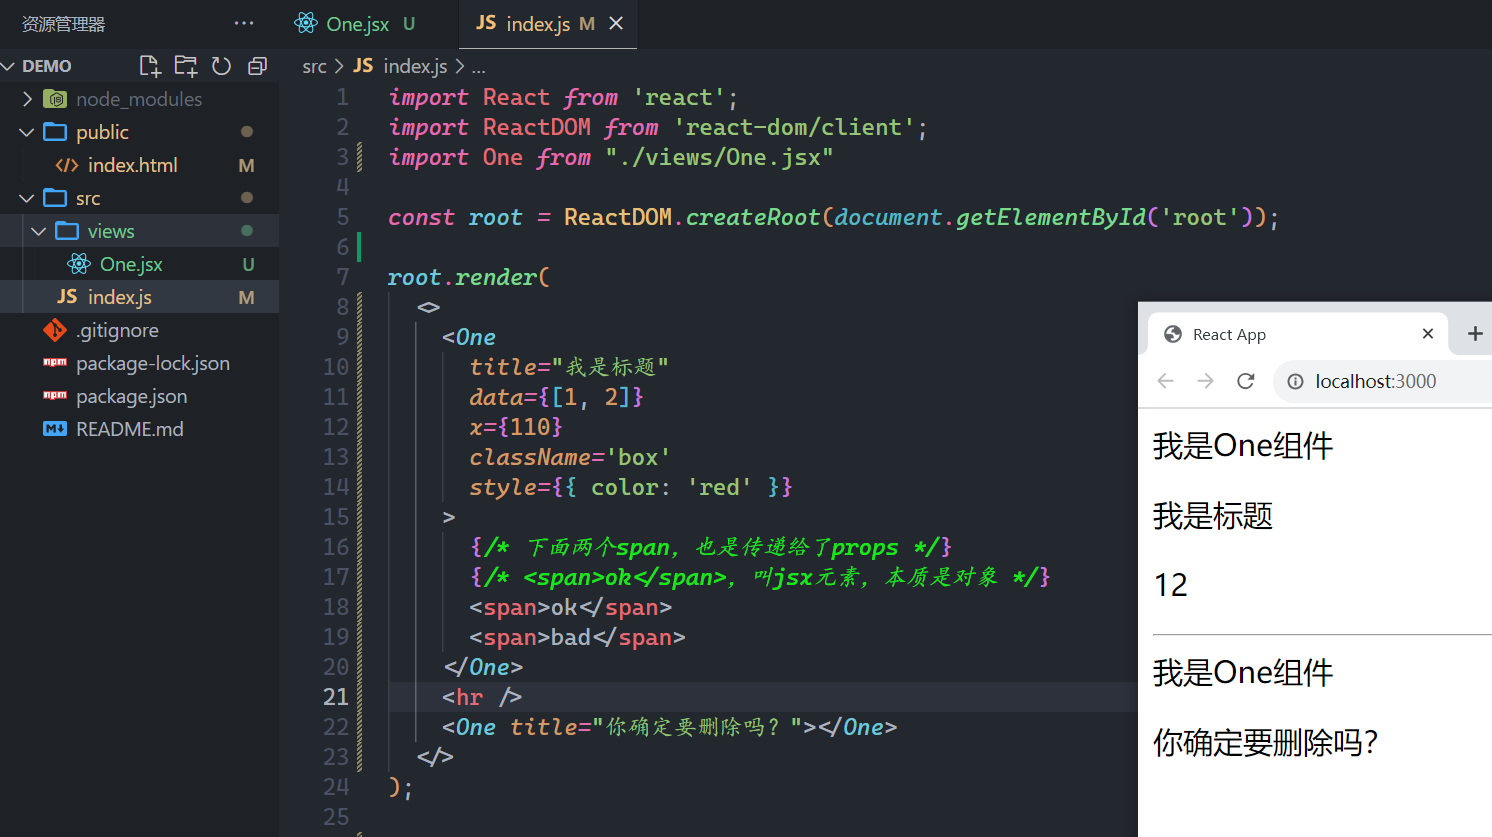 资源管理器 ···
DEMO
node_modules
public
index.html M
src
views
One.jsx U
index.js M
.gitignore
package-lock.json
package.json
README.md
One.jsx U
JS index.js M
src > JS index.js > ...
1 import React from 'react';
2 import ReactDOM from 'react-dom/client';
3 import One from "./views/One.jsx"
4
5 const root = ReactDOM.createRoot(document.getElementById('root'));
6
7 root.render(
8 <>
9 <One
10 title="我是标题"
11 data={[1, 2]}
12 x={110}
13 className='box'
14 style={{ color: 'red' }}
15 >
16 {/* 下面两个span，也是传递给了props */}
17 {/* <span>ok</span>，叫jsx元素，本质是对象 */}
18 <span>ok</span>
19 <span>bad</span>
20 </One>
21 <hr />
22 <One title="你确定要删除吗？"></One>
23 </>
24 );
25
React App
localhost:3000
我是One组件
我是标题
12
我是One组件
你确定要删除吗?